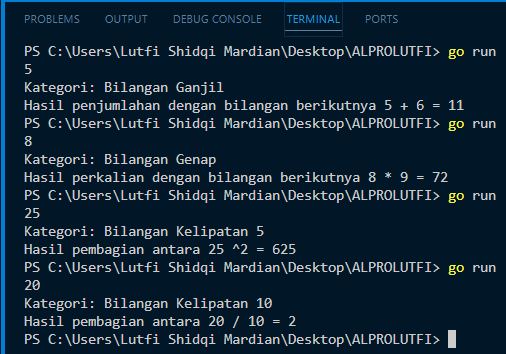 PROBLEMS OUTPUT DEBUG CONSOLE TERMINAL PORTS
PS C:\Users\Lutfi Shidqi Mardian\Desktop\ALPROLUTFI> go run
5
Kategori: Bilangan Ganjil
Hasil penjumlahan dengan bilangan berikutnya 5 + 6 = 11
PS C:\Users\Lutfi Shidqi Mardian\Desktop\ALPROLUTFI> go run
8
Kategori: Bilangan Genap
Hasil perkalian dengan bilangan berikutnya 8 * 9 = 72
PS C:\Users\Lutfi Shidqi Mardian\Desktop\ALPROLUTFI> go run
25
Kategori: Bilangan Kelipatan 5
Hasil pembagian antara 25 ^2 = 625
PS C:\Users\Lutfi Shidqi Mardian\Desktop\ALPROLUTFI> go run
20
Kategori: Bilangan Kelipatan 10
Hasil pembagian antara 20 / 10 = 2
PS C:\Users\Lutfi Shidqi Mardian\Desktop\ALPROLUTFI>